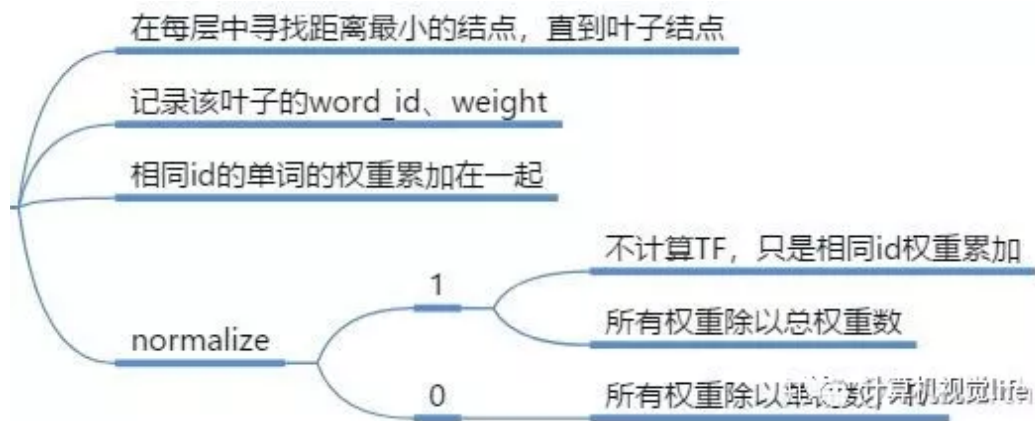 在每层中寻找距离最小的结点，直到叶子结点
记录该叶子的word_id、weight
相同id的单词的权重累加在一起
不计算TF，只是相同id权重累加
1
所有权重除以总权重数
normalize
0
所有权重除以
计算机视觉life